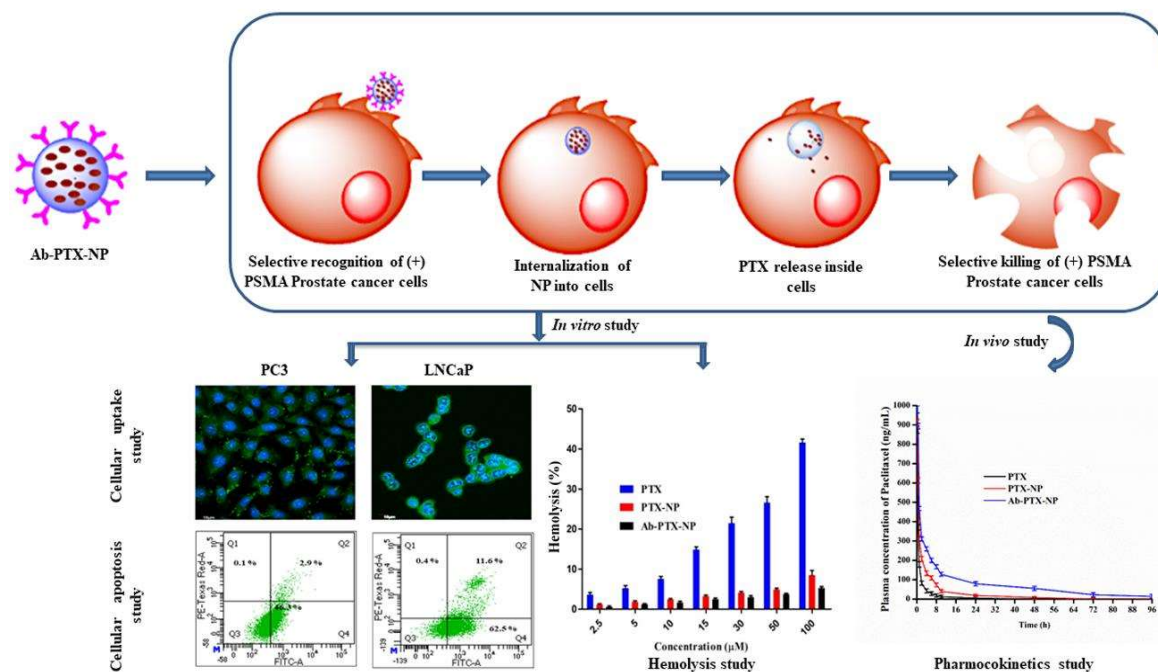 Ab-PTX-NP
Selective recognition of (+)
PSMA Prostate cancer cells
Internalization of
NP into cells
PTX release inside
cells
Selective killing of (+) PSMA
Prostate cancer cells
In vitro study
In vivo
study
PC3
LNCaP
Cellular uptake
study
Cellular apoptosis
study
PE-Texas Red-A
Q1
Q2
0.1 %
2.9 %
Q3
Q4
FITC-A
M
-58
PE-Texas Red-A
Q1
Q2
0.4 %
11.6 %
62.5 %
Q3
Q4
FITC-A
M
-139
-139
Hemolysis (%)
50
40
30
20
10
0
PTX
PTX-NP
Ab-PTX-NP
2.5
5
10
15
30
50
100
Concentration (µM)
Hemolysis study
Plasma concentration of Paclitaxel (ng/mL)
1000
900
800
700
600
500
400
300
200
100
0
PTX
PTX-NP
Ab-PTX-NP
0 8 16 24 32 40 48 56 64 72 80 88 96
Time (h)
Pharmocokinetics study